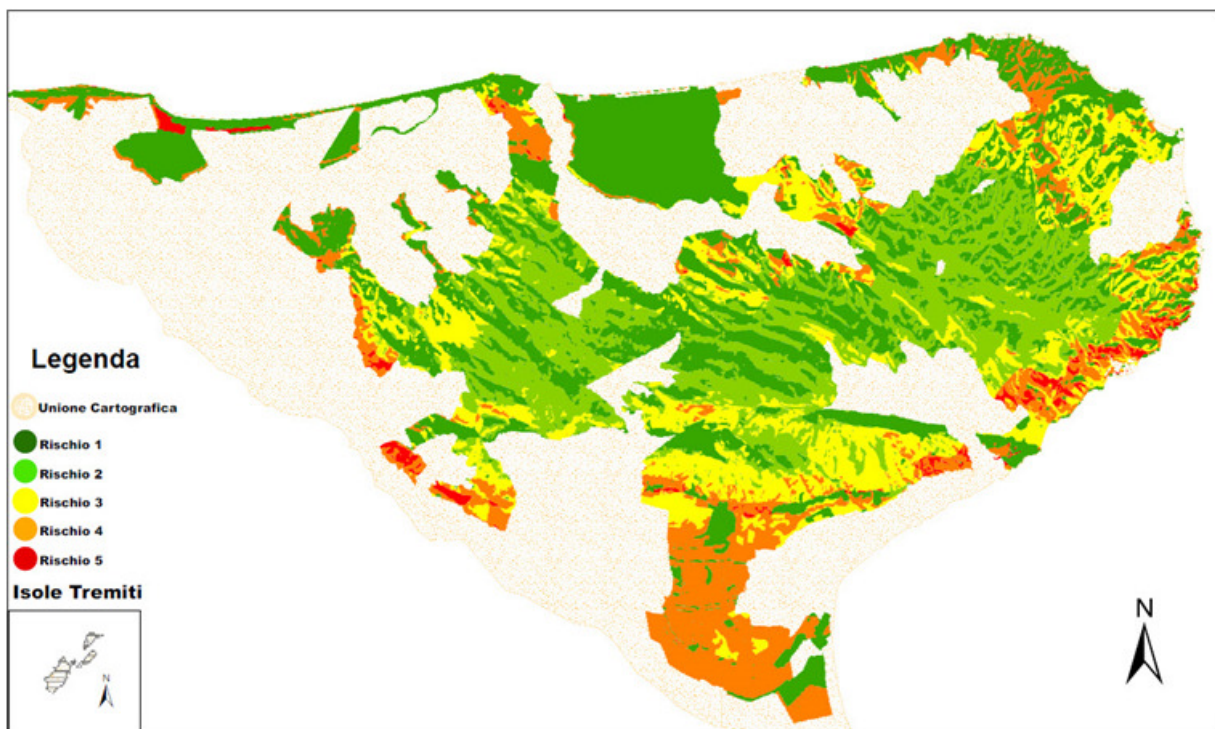 Legenda
Unione Cartografica
Rischio 1
Rischio 2
Rischio 3
Rischio 4
Rischio 5
Isole Tremiti
N
N